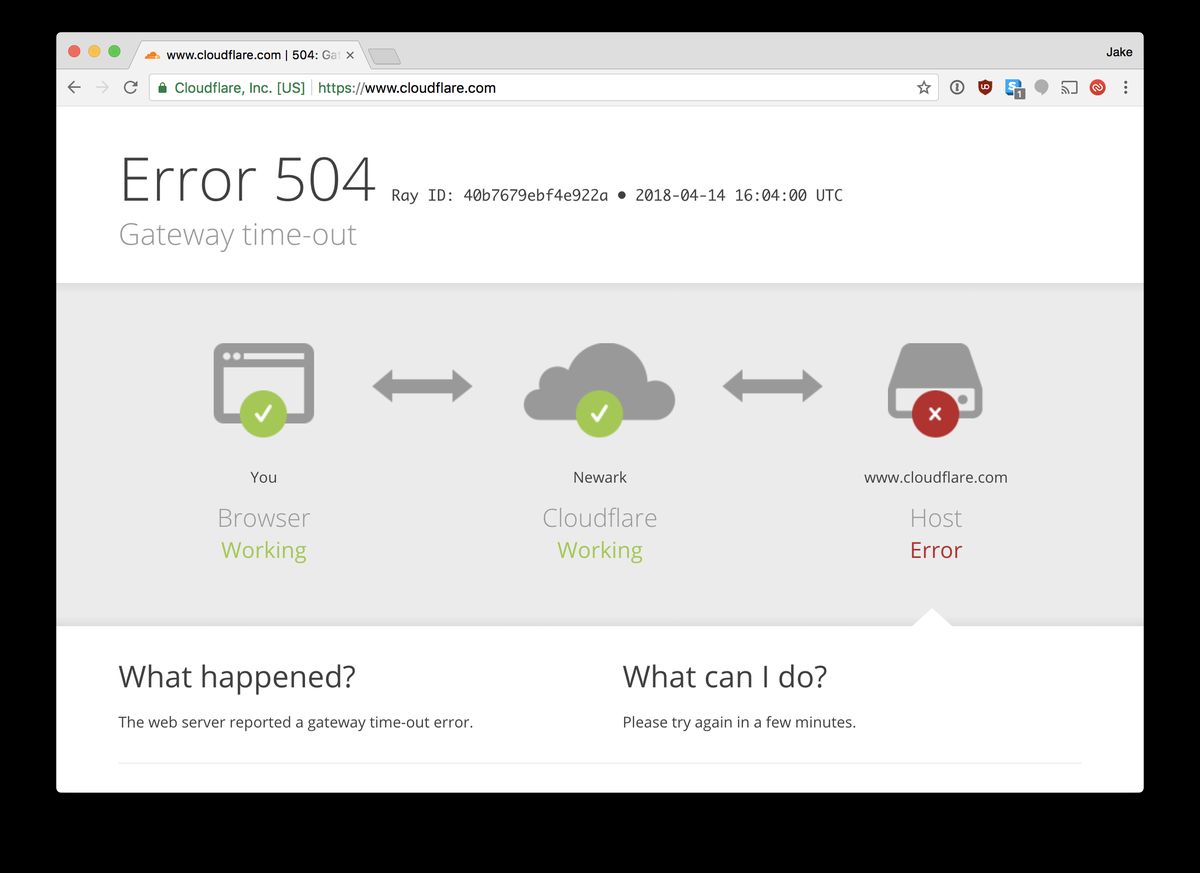 www.cloudflare.com | 504: Ga
Jake
Cloudflare, Inc. [US] https://www.cloudflare.com
1
Error 504 Ray ID: 40b7679ebf4e922a • 2018-04-14 16:04:00 UTC
Gateway time-out
You Newark www.cloudflare.com
Browser Cloudflare Host
Working Working Error
What happened? What can I do?
The web server reported a gateway time-out error. Please try again in a few minutes.